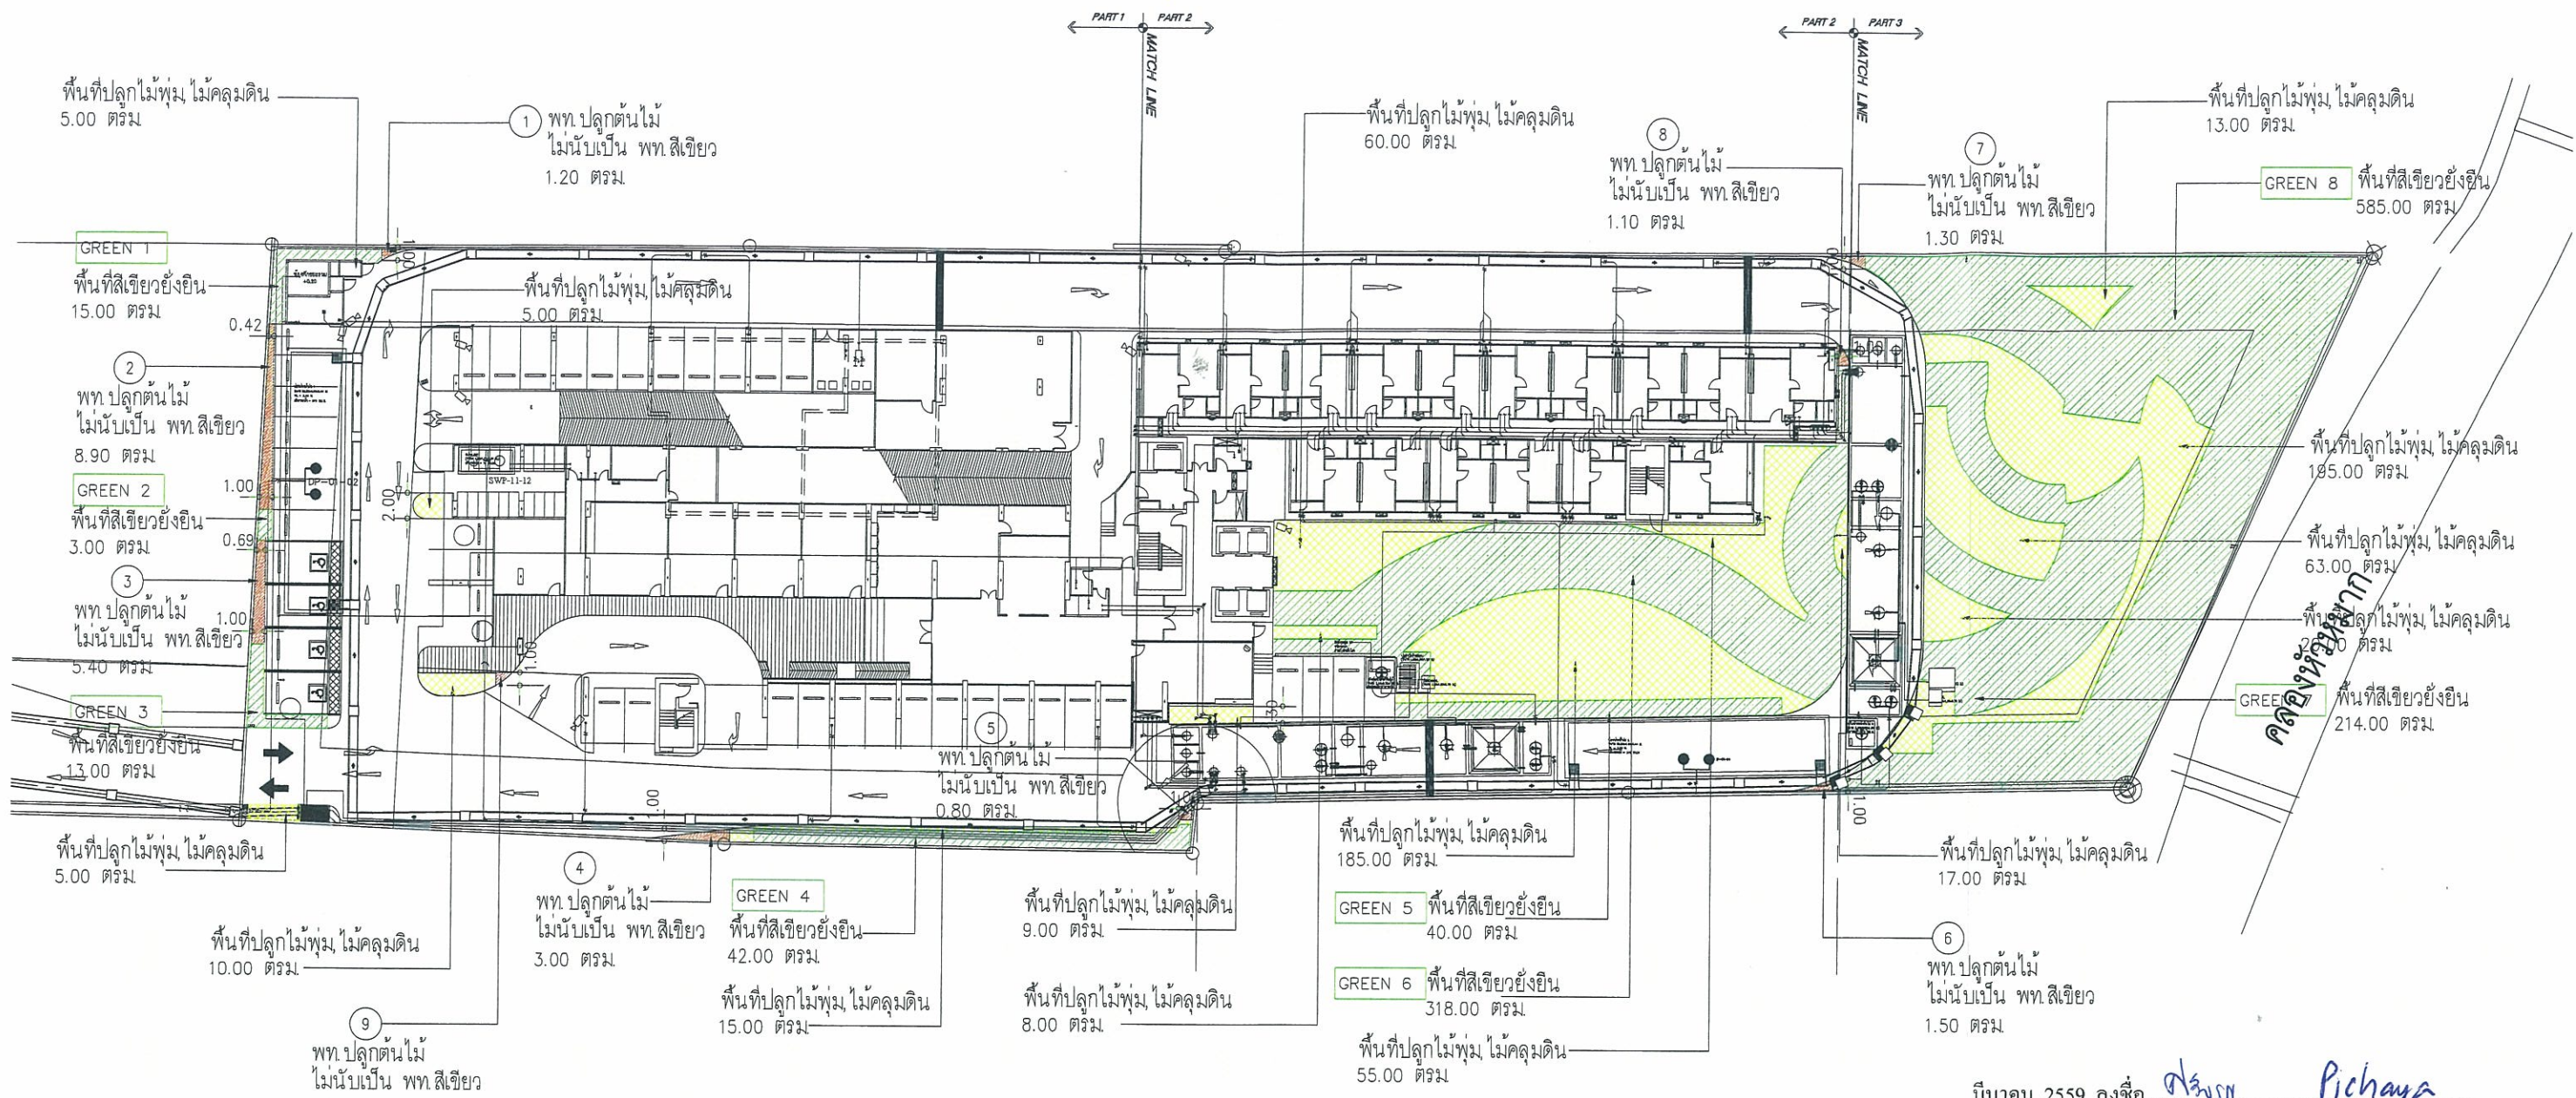 PART 1
PART 2
MATCH LINE
PART 2
PART 3
MATCH LINE
พื้นที่ปลูกไม้พุ่ม, ไม้คลุมดิน
5.00 ตรม.
1
พท. ปลูกต้นไม้
ไม่นับเป็น พท. สีเขียว
1.20 ตรม.
พื้นที่ปลูกไม้พุ่ม, ไม้คลุมดิน
60.00 ตรม.
8
พท. ปลูกต้นไม้
ไม่นับเป็น พท. สีเขียว
1.10 ตรม.
7
พท. ปลูกต้นไม้
ไม่นับเป็น พท. สีเขียว
1.30 ตรม.
พื้นที่ปลูกไม้พุ่ม, ไม้คลุมดิน
13.00 ตรม.
GREEN 8
พื้นที่สีเขียวยั่งยืน
585.00 ตรม.
GREEN 1
พื้นที่สีเขียวยั่งยืน
15.00 ตรม.
1.00
พื้นที่ปลูกไม้พุ่ม, ไม้คลุมดิน
5.00 ตรม.
0.42
2
พท. ปลูกต้นไม้
ไม่นับเป็น พท. สีเขียว
8.90 ตรม.
GREEN 2
1.00
DP-01-02
SWP-11-12
2.00
พื้นที่สีเขียวยั่งยืน
3.00 ตรม.
0.69
3
พท. ปลูกต้นไม้
ไม่นับเป็น พท. สีเขียว
5.40 ตรม.
1.00
1.00
GREEN 3
พื้นที่สีเขียวยั่งยืน
13.00 ตรม.
พื้นที่ปลูกไม้พุ่ม, ไม้คลุมดิน
195.00 ตรม.
พื้นที่ปลูกไม้พุ่ม, ไม้คลุมดิน
63.00 ตรม.
พื้นที่ปลูกไม้พุ่ม, ไม้คลุมดิน
ตรม.
คลองหัวหมาก
GREEN
พื้นที่สีเขียวยั่งยืน
214.00 ตรม.
5
พท. ปลูกต้นไม้
ไม่นับเป็น พท. สีเขียว
0.80 ตรม.
1.00
1.00
พื้นที่ปลูกไม้พุ่ม, ไม้คลุมดิน
5.00 ตรม.
พื้นที่ปลูกไม้พุ่ม, ไม้คลุมดิน
10.00 ตรม.
4
พท. ปลูกต้นไม้
ไม่นับเป็น พท. สีเขียว
3.00 ตรม.
GREEN 4
พื้นที่สีเขียวยั่งยืน
42.00 ตรม.
พื้นที่ปลูกไม้พุ่ม, ไม้คลุมดิน
15.00 ตรม.
พื้นที่ปลูกไม้พุ่ม, ไม้คลุมดิน
9.00 ตรม.
พื้นที่ปลูกไม้พุ่ม, ไม้คลุมดิน
8.00 ตรม.
พื้นที่ปลูกไม้พุ่ม, ไม้คลุมดิน
185.00 ตรม.
GREEN 5
พื้นที่สีเขียวยั่งยืน
40.00 ตรม.
GREEN 6
พื้นที่สีเขียวยั่งยืน
318.00 ตรม.
พื้นที่ปลูกไม้พุ่ม, ไม้คลุมดิน
55.00 ตรม.
พื้นที่ปลูกไม้พุ่ม, ไม้คลุมดิน
17.00 ตรม.
6
พท. ปลูกต้นไม้
ไม่นับเป็น พท. สีเขียว
1.50 ตรม.
9
พท. ปลูกต้นไม้
ไม่นับเป็น พท. สีเขียว
มีนาคม 2559 ลงชื่อ
Pichaya